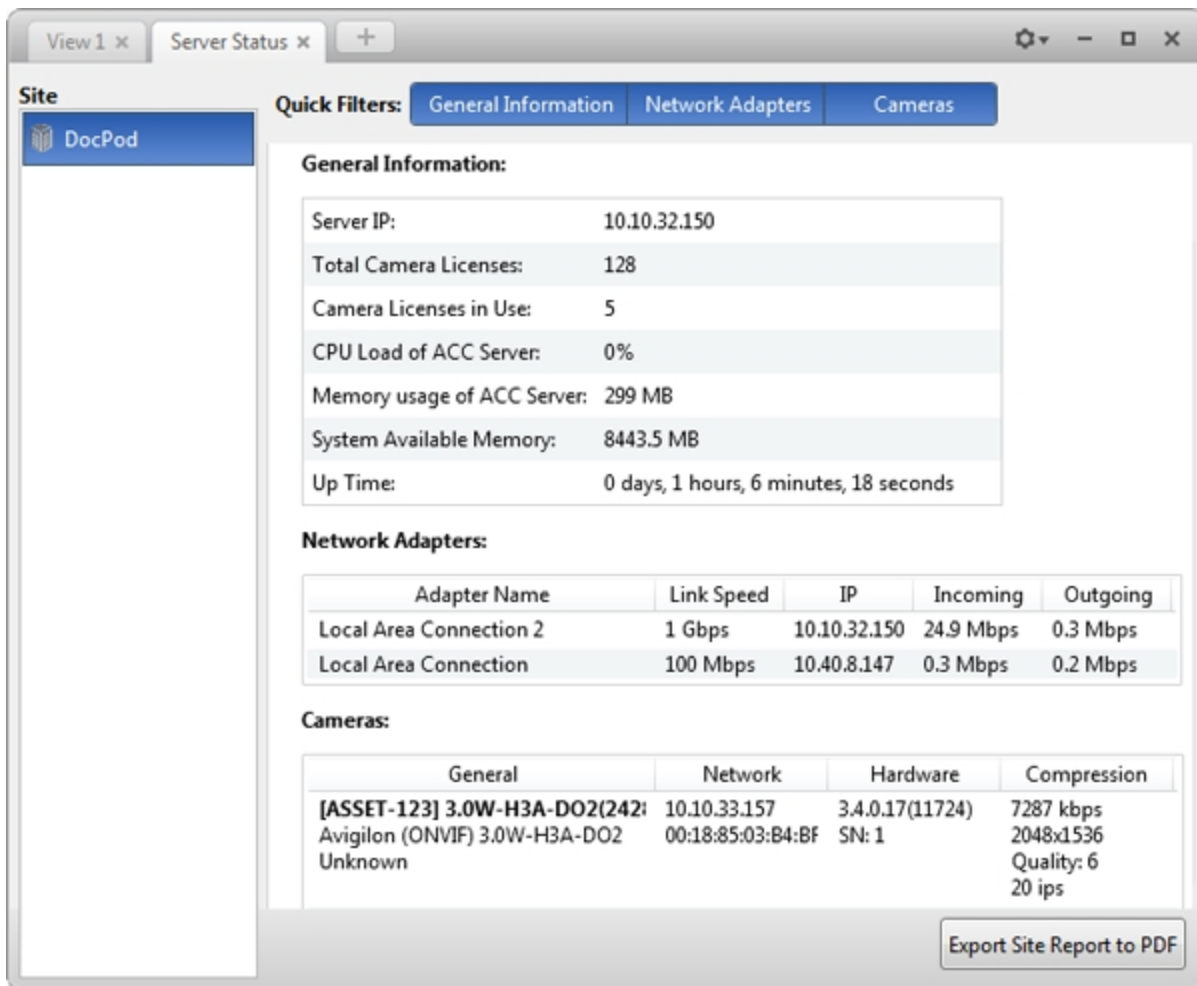 View 1 Server Status
Site
DocPod
Quick Filters: General Information Network Adapters Cameras
General Information:
Server IP: 10.10.32.150
Total Camera Licenses: 128
Camera Licenses in Use: 5
CPU Load of ACC Server: 0%
Memory usage of ACC Server: 299 MB
System Available Memory: 8443.5 MB
Up Time: 0 days, 1 hours, 6 minutes, 18 seconds
Network Adapters:
Adapter Name Link Speed IP Incoming Outgoing
Local Area Connection 2 1 Gbps 10.10.32.150 24.9 Mbps 0.3 Mbps
Local Area Connection 100 Mbps 10.40.8.147 0.3 Mbps 0.2 Mbps
Cameras:
General Network Hardware Compression
[ASSET-123] 3.0W-H3A-DO2(242 10.10.33.157 3.4.0.17(11724) 7287 kbps
Avigilon (ONVIF) 3.0W-H3A-DO2 00:18:85:03:B4:BF SN: 1 2048x1536
Unknown Quality: 6
20 ips
Export Site Report to PDF